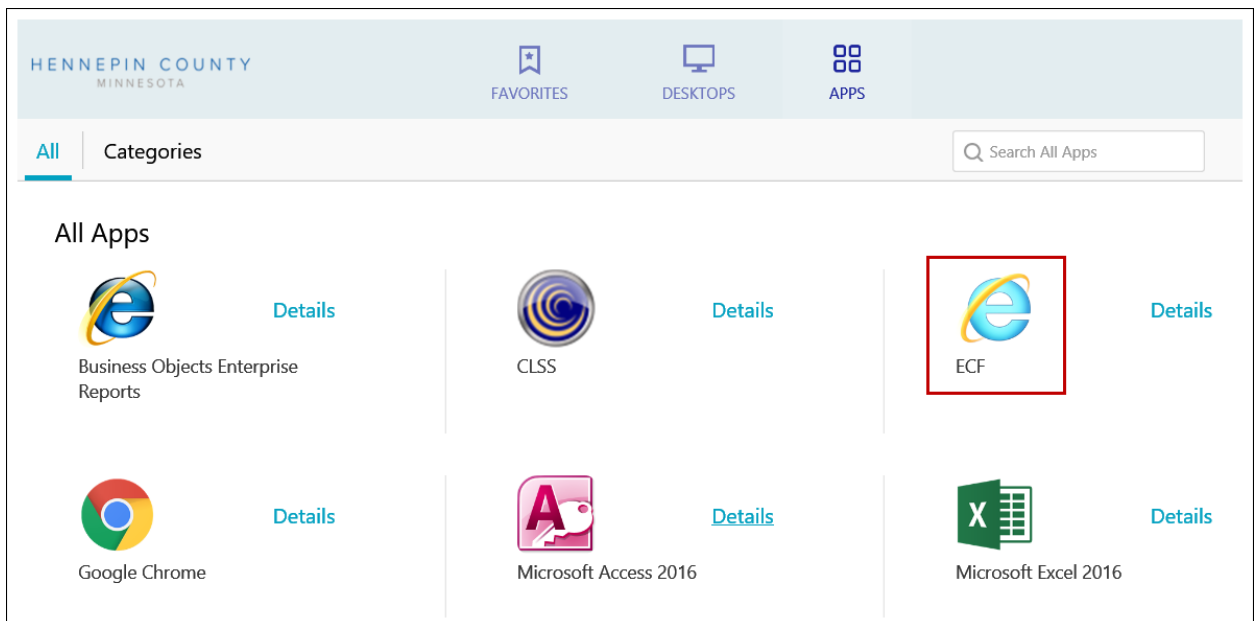 HENNEPIN COUNTY
MINNESOTA
FAVORITES
DESKTOPS
APPS
All
Categories
Search All Apps
All Apps
Details
Business Objects Enterprise
Reports
Details
CLSS
Details
ECF
Details
Google Chrome
Details
Microsoft Access 2016
Details
Microsoft Excel 2016